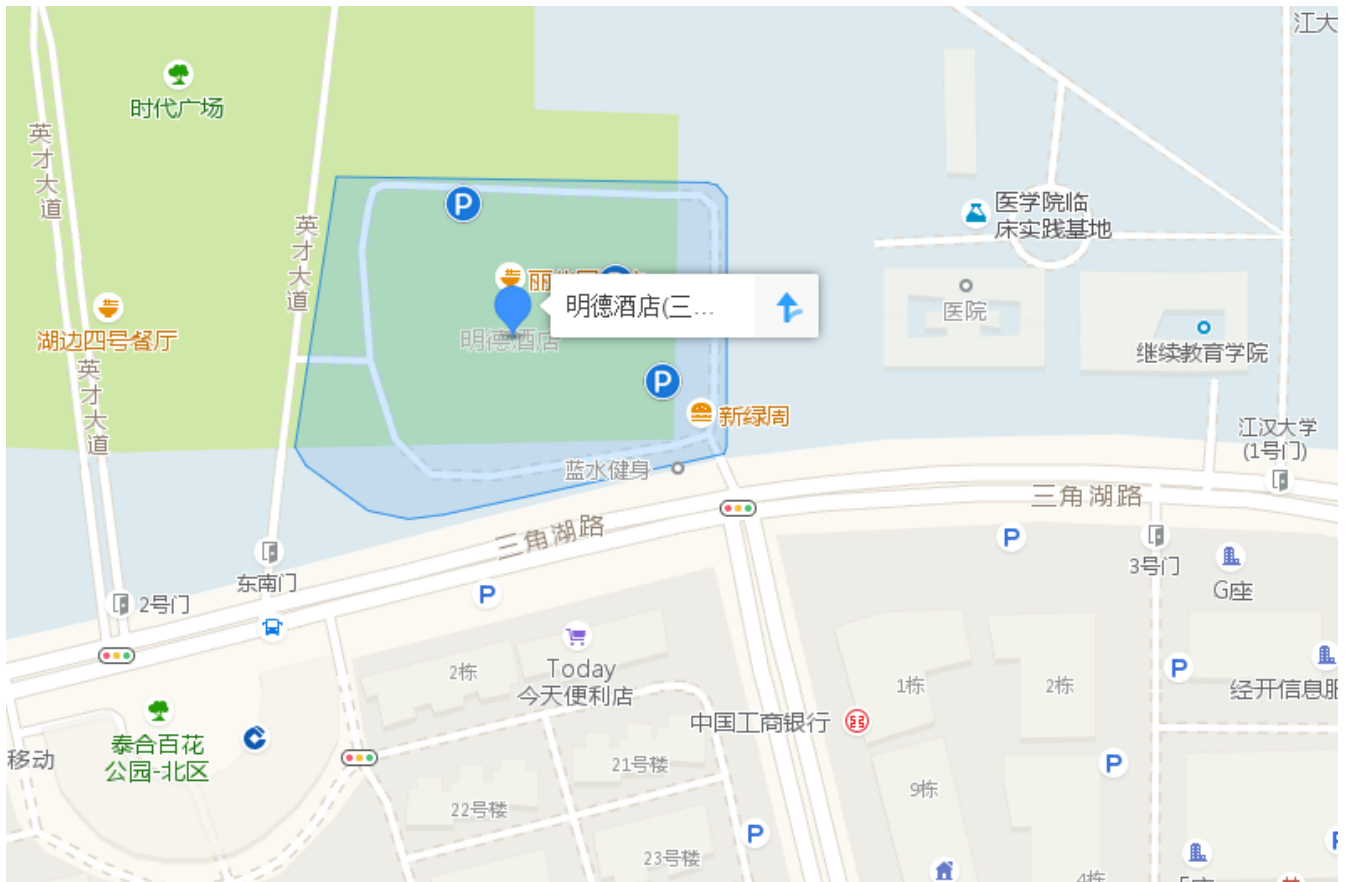 江大
时代广场
英才大道
英才大道
医学院临
床实践基地
明德酒店(三...
明德酒店
医院
湖边四号餐厅
继续教育学院
英才大道
新绿周
江汉大学
(1号门)
蓝水健身
三角湖路
三角湖路
3号门
东南门
G座
2号门
2栋
Today
今天便利店
1栋
2栋
经开信息服
中国工商银行
泰合百花
公园-北区
移动
21号楼
9栋
22号楼
23号楼
4栋
P
P
P
P
P
P
P
P